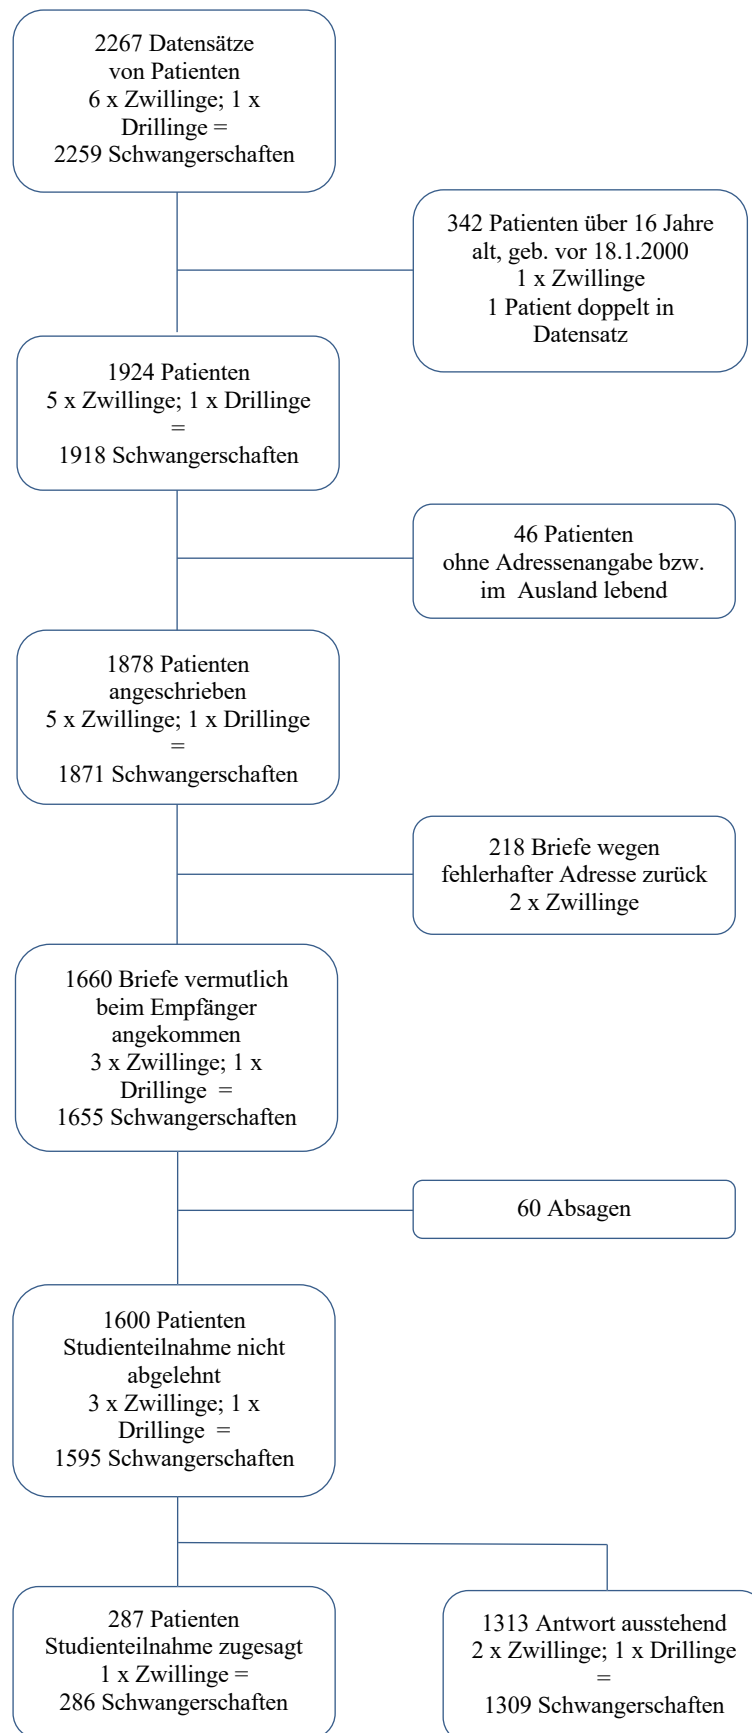 2267 Datensätze
von Patienten
6 x Zwillinge; 1 x
Drillinge =
2259 Schwangerschaften
342 Patienten über 16 Jahre
alt, geb. vor 18.1.2000
1 x Zwillinge
1 Patient doppelt in
Datensatz
1924 Patienten
5 x Zwillinge; 1 x Drillinge
=
1918 Schwangerschaften
46 Patienten
ohne Adressenangabe bzw.
im Ausland lebend
1878 Patienten
angeschrieben
5 x Zwillinge; 1 x Drillinge
=
1871 Schwangerschaften
218 Briefe wegen
fehlerhafter Adresse zurück
2 x Zwillinge
1660 Briefe vermutlich
beim Empfänger
angekommen
3 x Zwillinge; 1 x
Drillinge =
1655 Schwangerschaften
60 Absagen
1600 Patienten
Studienteilnahme nicht
abgelehnt
3 x Zwillinge; 1 x
Drillinge =
1595 Schwangerschaften
287 Patienten
Studienteilnahme zugesagt
1 x Zwillinge =
286 Schwangerschaften
1313 Antwort ausstehend
2 x Zwillinge; 1 x Drillinge
=
1309 Schwangerschaften